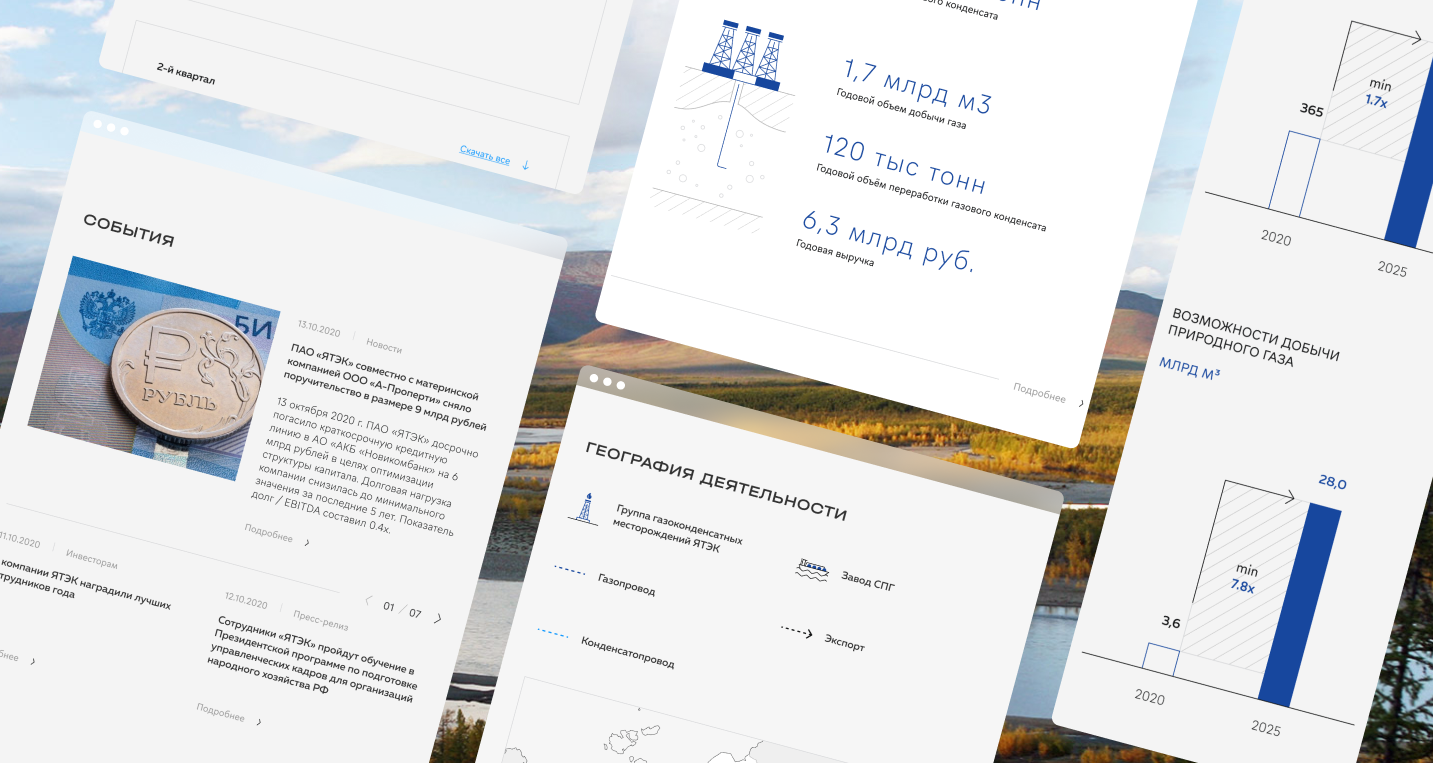 2-й квартал
Скачать все
СОБЫТИЯ
БИ
РУБЛЬ
13.10.2020
Новости
ПАО «ЯТЭК» совместно с материнской
компанией ООО «А-Проперти» сняло
поручительство в размере 9 млрд рублей
13 октября 2020 г. ПАО «ЯТЭК» досрочно
погасило краткосрочную кредитную
линию в АО «АКБ «Новикомбанк» на 6
млрд рублей в целях оптимизации
структуры капитала. Долговая нагрузка
компании снизилась до минимального
значения за последние 5 лет. Показатель
долг / EBITDA составил 0.4x.
Подробнее
01 / 07
11.10.2020
Инвесторам
компании ЯТЭК наградили лучших
года
12.10.2020
Пресс-релиз
Сотрудники «ЯТЭК» пройдут обучение в
Президентской программе по подготовке
управленческих кадров для организаций
народного хозяйства РФ
Подробнее
конденсата
1,7 млрд м3
Годовой объем добычи газа
120 тыс тонн
Годовой объём переработки газового конденсата
6,3 млрд руб.
Годовая выручка
Подробнее
ГЕОГРАФИЯ ДЕЯТЕЛЬНОСТИ
Группа газоконденсатных
месторождений ЯТЭК
Газопровод
Конденсатопровод
Завод СПГ
Экспорт
365
min
1.7x
2020
2025
ВОЗМОЖНОСТИ ДОБЫЧИ
ПРИРОДНОГО ГАЗА
МЛРД М³
28,0
min
7.8x
3,6
2020
2025